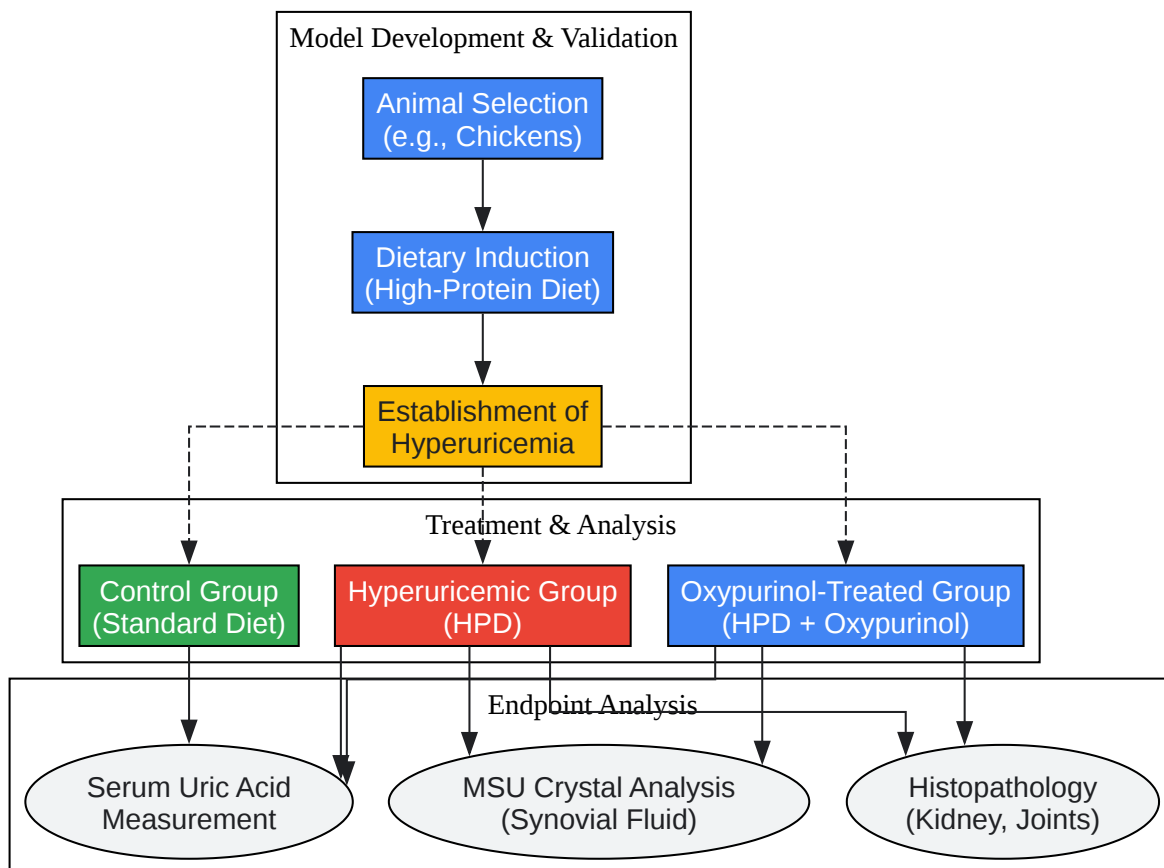 Model Development & Validation
Animal Selection
(e.g., Chickens)
Dietary Induction
(High-Protein Diet)
Establishment of
Hyperuricemia
Treatment & Analysis
Control Group
(Standard Diet)
Hyperuricemic Group
(HPD)
Oxypurinol-Treated Group
(HPD + Oxypurinol)
Endpoint Analysis
Serum Uric Acid
Measurement
MSU Crystal Analysis
(Synovial Fluid)
Histopathology
(Kidney, Joints)